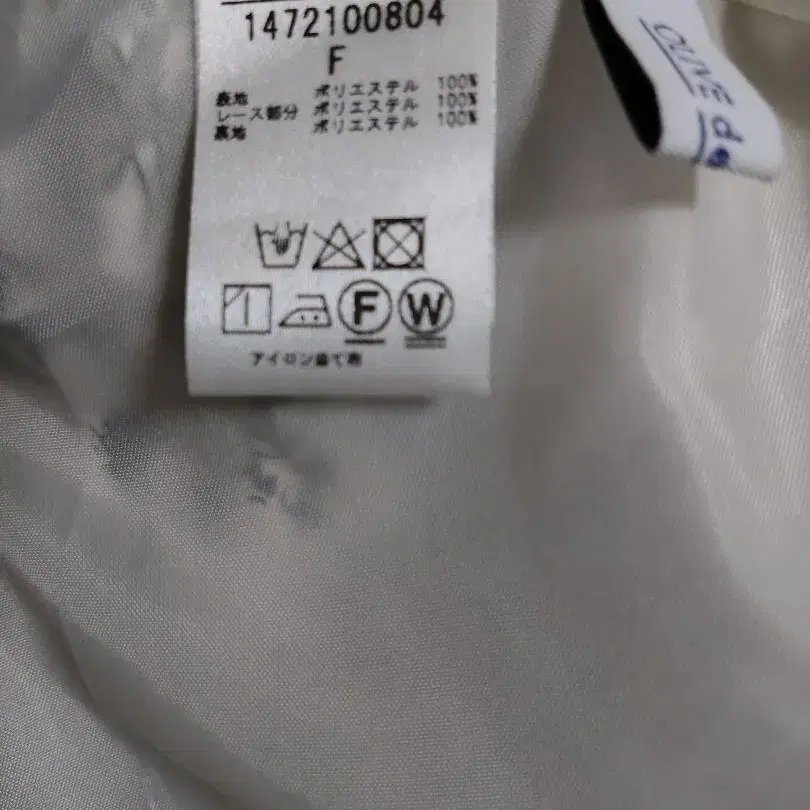 1472100804
F
表地 ポリエステル 100%
レース部分 ポリエステル 100%
裏地 ポリエステル 100%
F W
アイロン当て布
OLIVE d